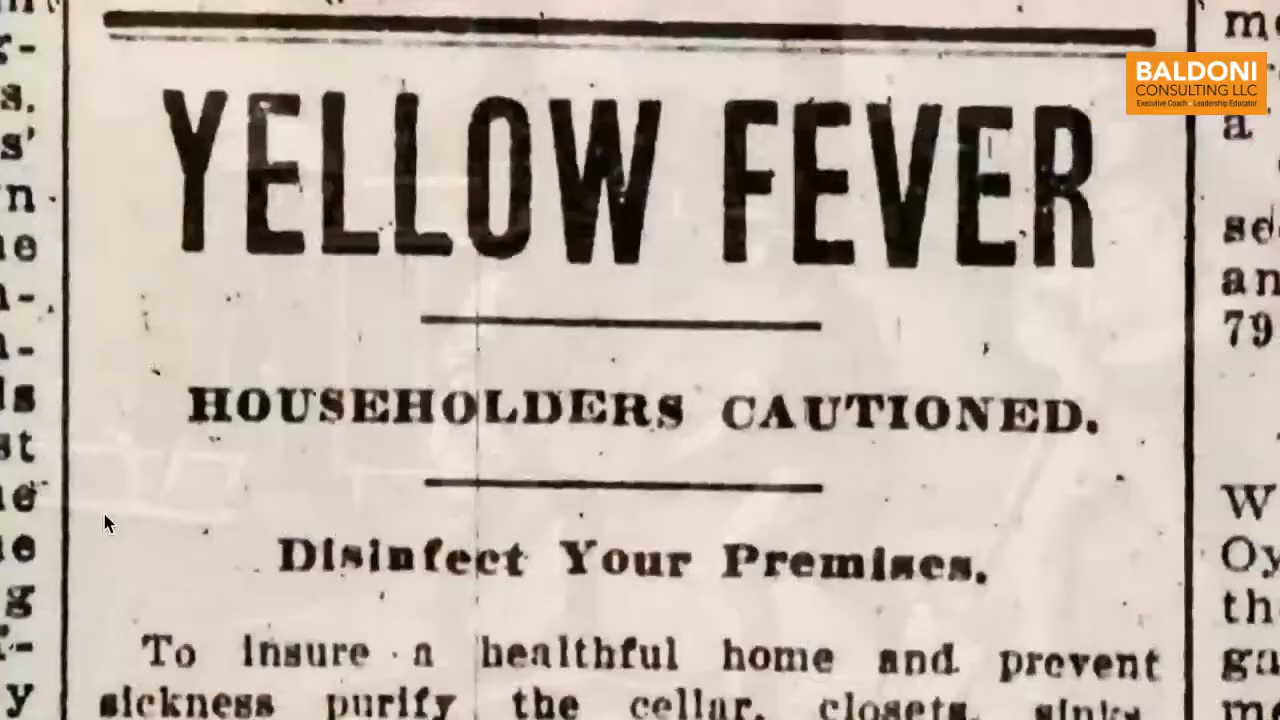 YELLOW FEVER
HOUSEHOLDERS CAUTIONED.
Disinfect Your Premises.
To insure a healthful home and prevent
sickness purify the cellar, closets, sinks,
BALDONI
CONSULTING LLC
Executive Coach • Leadership Educator
79